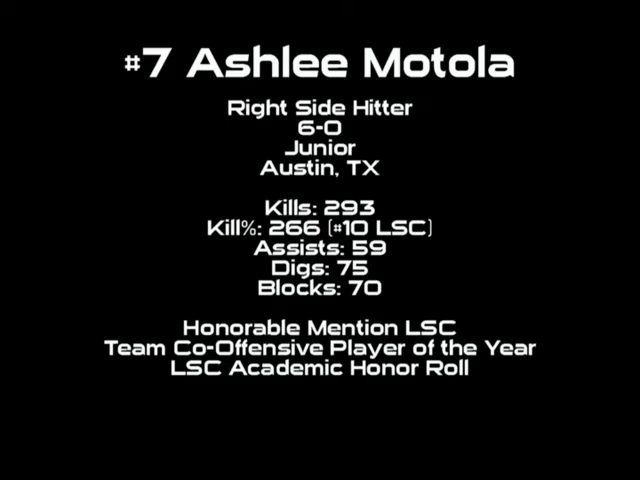 #7 Ashlee Motola
Right Side Hitter
6-0
Junior
Austin, TX
Kills: 293
Kill%: 266 (#10 LSC)
Assists: 59
Digs: 75
Blocks: 70
Honorable Mention LSC
Team Co-Offensive Player of the Year
LSC Academic Honor Roll